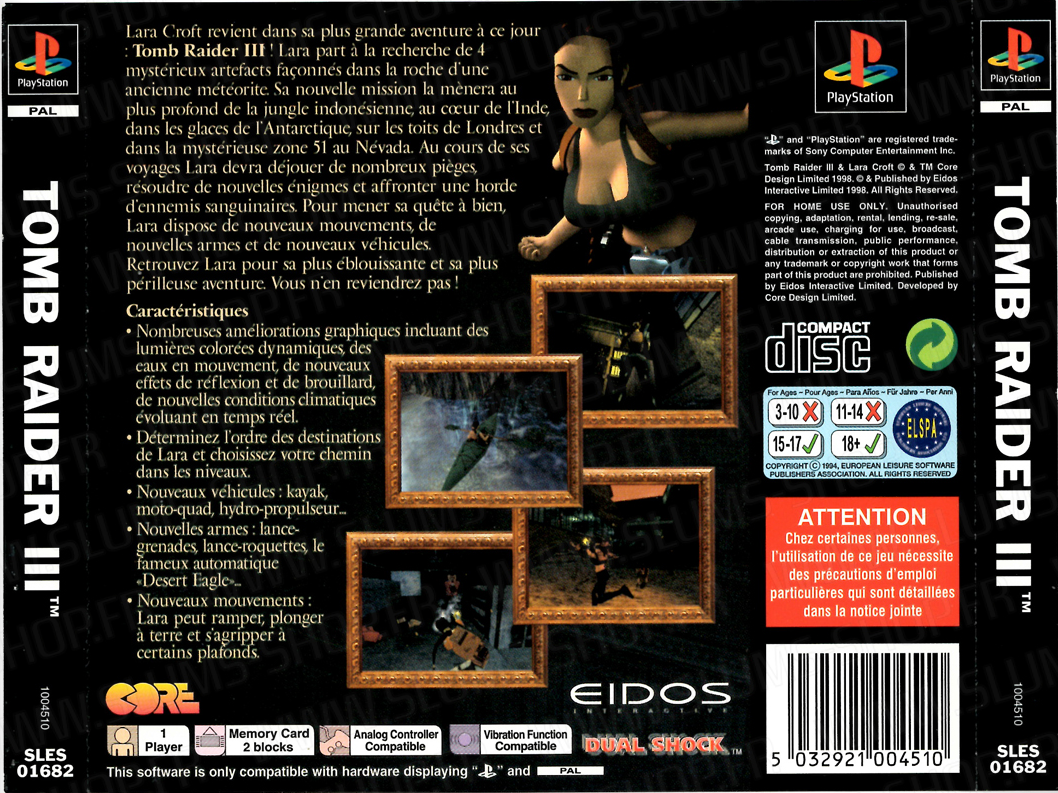 PlayStation
PAL
TOMB RAIDER III™
1004510
SLES
01682
Lara Croft revient dans sa plus grande aventure à ce jour
: Tomb Raider III ! Lara part à la recherche de 4
mystérieux artefacts façonnés dans la roche d'une
ancienne météorite. Sa nouvelle mission la mènera au
plus profond de la jungle indonésienne, au cœur de l'Inde,
dans les glaces de l'Antarctique, sur les toits de Londres et
dans la mystérieuse zone 51 au Névada. Au cours de ses
voyages Lara devra déjouer de nombreux pièges,
résoudre de nouvelles énigmes et affronter une horde
d'ennemis sanguinaires. Pour mener sa quête à bien,
Lara dispose de nouveaux mouvements, de
nouvelles armes et de nouveaux véhicules.
Retrouvez Lara pour sa plus éblouissante et sa plus
périlleuse aventure. Vous n'en reviendrez pas !
Caractéristiques
• Nombreuses améliorations graphiques incluant des
lumières colorées dynamiques, des
eaux en mouvement, de nouveaux
effets de réflexion et de brouillard,
de nouvelles conditions climatiques
évoluant en temps réel.
• Déterminez l'ordre des destinations
de Lara et choisissez votre chemin
dans les niveaux.
• Nouveaux véhicules : kayak,
moto-quad, hydro-propulseur...
• Nouvelles armes : lance-
grenades, lance-roquettes, le
fameux automatique
«Desert Eagle»...
• Nouveaux mouvements :
Lara peut ramper, plonger
à terre et s'agripper à
certains plafonds.
CORE
EIDOS
INTERACTIVE
1
Player
Memory Card
2 blocks
Analog Controller
Compatible
Vibration Function
Compatible
DUAL SHOCK™
This software is only compatible with hardware displaying " " and PAL
PlayStation
" " and "PlayStation" are registered trade-
marks of Sony Computer Entertainment Inc.
Tomb Raider III & Lara Croft © & TM Core
Design Limited 1998. © & Published by Eidos
Interactive Limited 1998. All Rights Reserved.
FOR HOME USE ONLY. Unauthorised
copying, adaptation, rental, lending, re-sale,
arcade use, charging for use, broadcast,
cable transmission, public performance,
distribution or extraction of this product or
any trademark or copyright work that forms
part of this product are prohibited. Published
by Eidos Interactive Limited. Developed by
Core Design Limited.
COMPACT
disc
For Ages ~ Pour Ages ~ Para Años ~ Für Jahre ~ Per Anni
3-10
11-14
15-17
18+
ELSPA
COPYRIGHT © 1994, EUROPEAN LEISURE SOFTWARE
PUBLISHERS ASSOCIATION. ALL RIGHTS RESERVED
ATTENTION
Chez certaines personnes,
l'utilisation de ce jeu nécessite
des précautions d'emploi
particulières qui sont détaillées
dans la notice jointe
5 032921 004510
PlayStation
PAL
TOMB RAIDER III™
1004510
SLES
01682